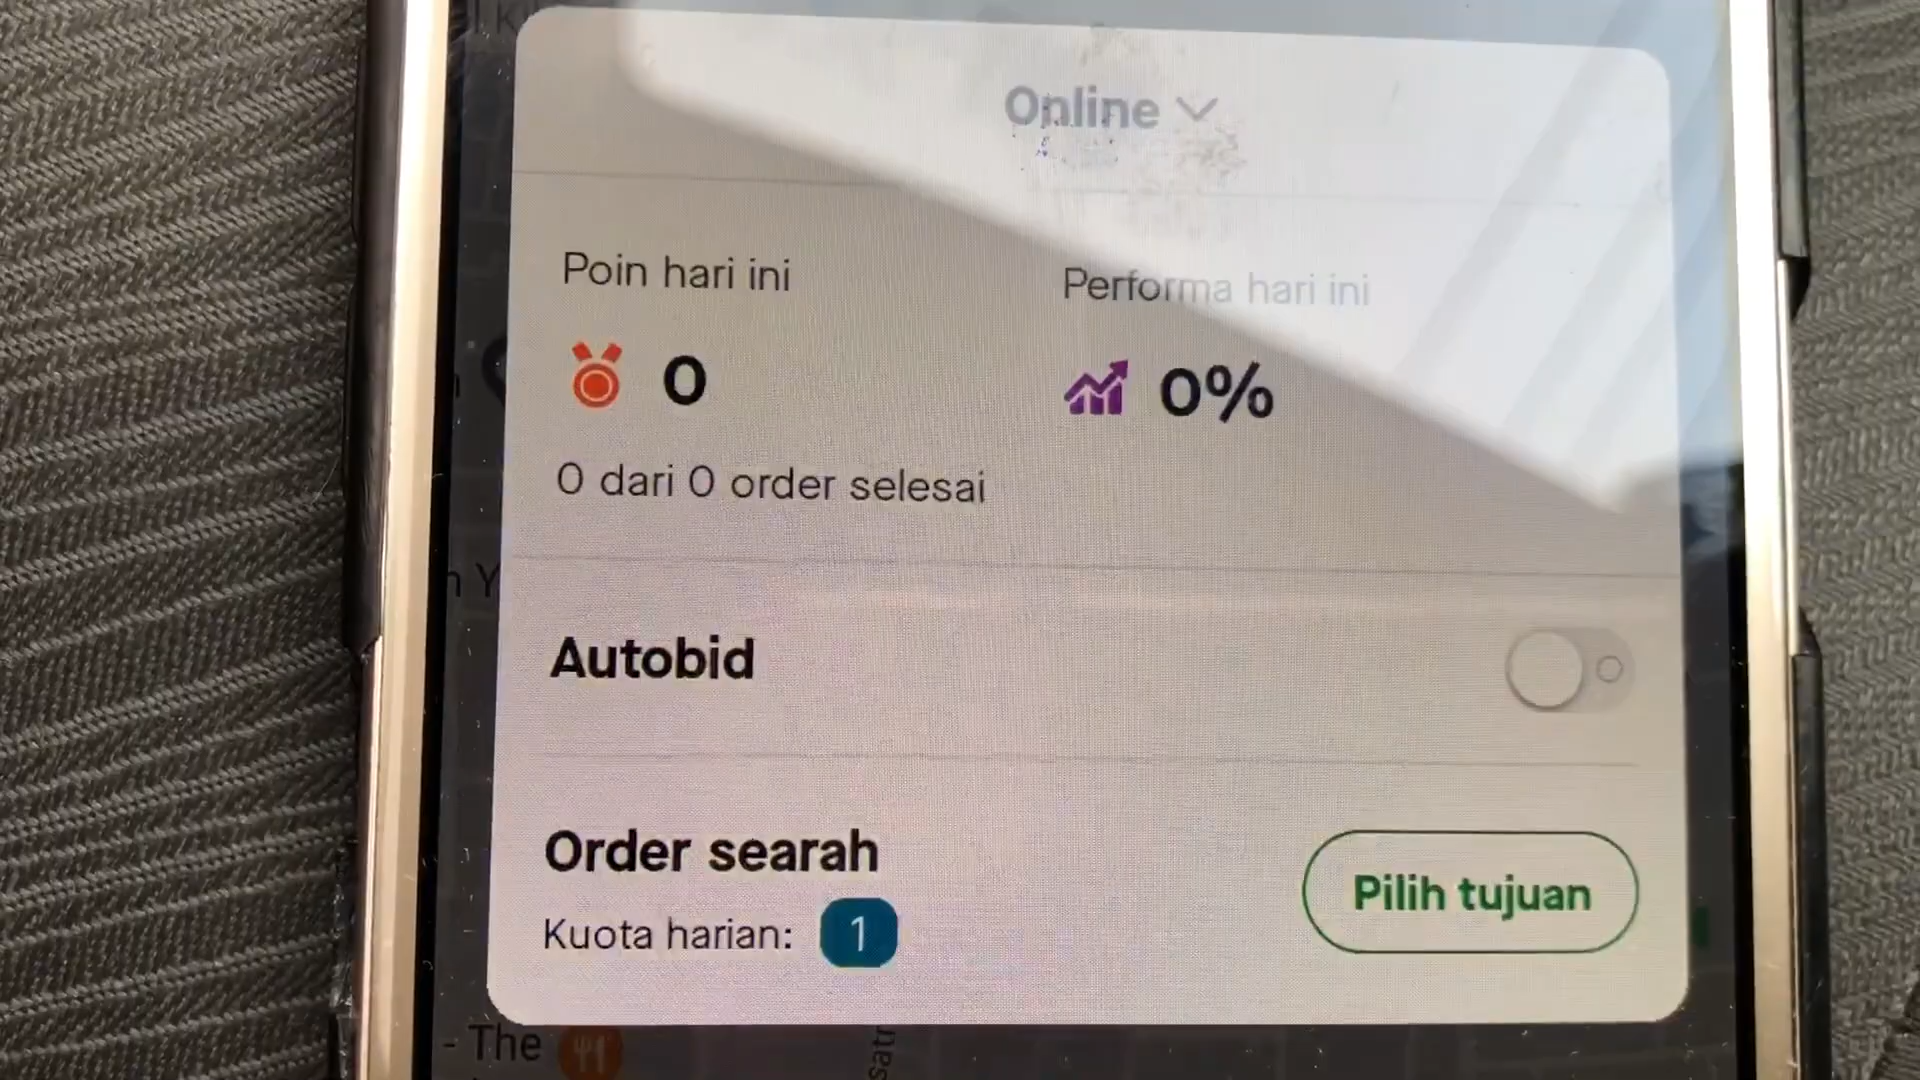 Online
Poin hari ini
Performa hari ini
0
0%
0 dari 0 order selesai
Autobid
Order searah
Pilih tujuan
Kuota harian: 1
- The